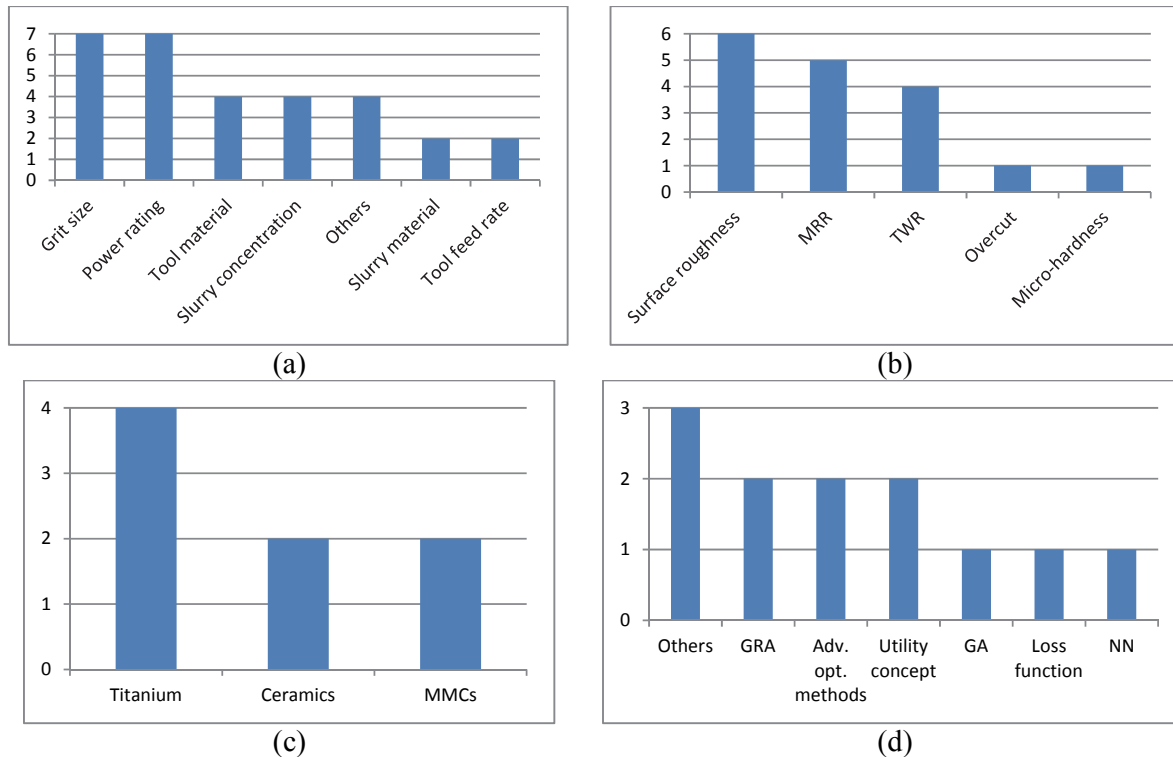 7
6
5
4
3
2
1
0
Grit size
Power rating
Tool material
Slurry concentration
Others
Slurry material
Tool feed rate
(a)
6
5
4
3
2
1
0
Surface roughness
MRR
TWR
Overcut
Micro-hardness
(b)
4
3
2
1
0
Titanium
Ceramics
MMCs
(c)
3
2
1
0
Others
GRA
Adv.
opt.
methods
Utility
concept
GA
Loss
function
NN
(d)